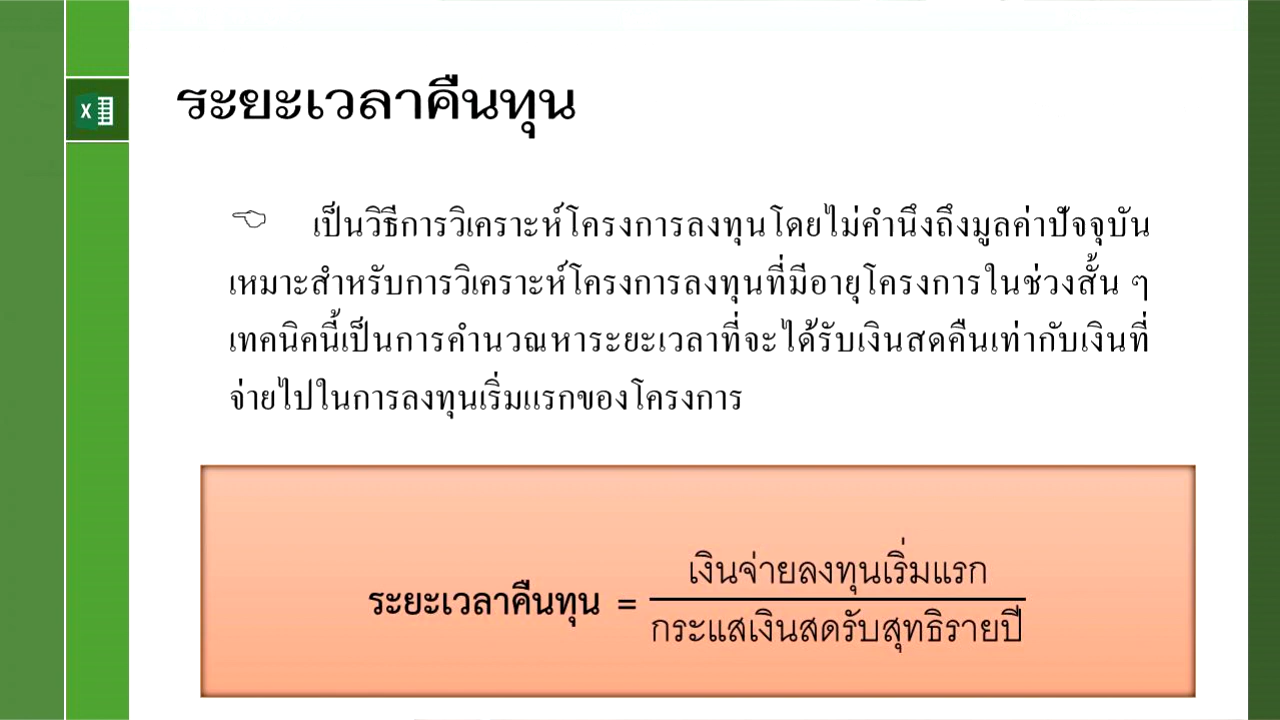 ระยะเวลาคืนทุน
เป็นวิธีการวิเคราะห์โครงการลงทุนโดยไม่คำนึงถึงมูลค่าปัจจุบัน
เหมาะสำหรับการวิเคราะห์โครงการลงทุนที่มีอายุโครงการในช่วงสั้น ๆ
เทคนิคนี้เป็นการคำนวณหาระยะเวลาที่จะได้รับเงินสดคืนเท่ากับเงินที่
จ่ายไปในการลงทุนเริ่มแรกของโครงการ
เงินจ่ายลงทุนเริ่มแรก
ระยะเวลาคืนทุน =
กระแสเงินสดรับสุทธิรายปี